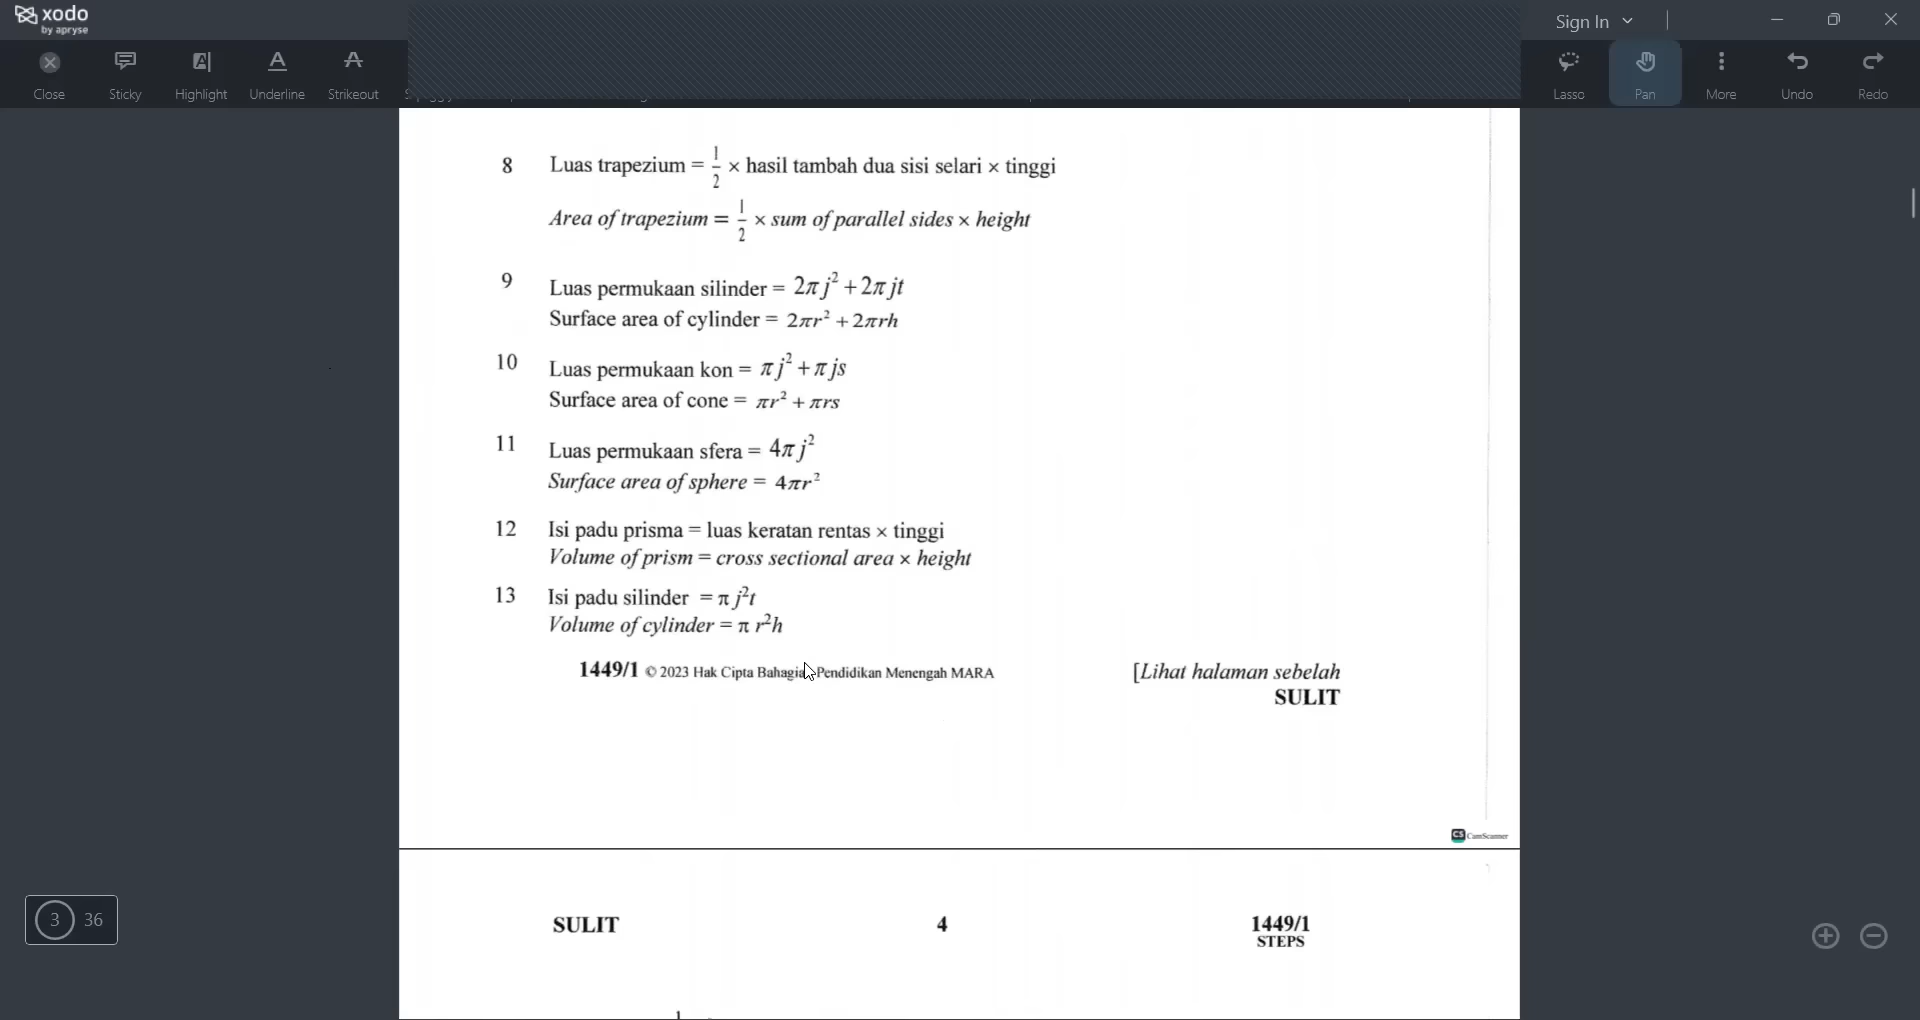 xodo
by apryse
Sign In
Close
Sticky
Highlight
Underline
Strikeout
Lasso
Pan
More
Undo
Redo
8 Luas trapezium = 1/2 × hasil tambah dua sisi selari × tinggi
Area of trapezium = 1/2 × sum of parallel sides × height
9 Luas permukaan silinder = 2πj² + 2πjt
Surface area of cylinder = 2πr² + 2πrh
10 Luas permukaan kon = πj² + πjs
Surface area of cone = πr² + πrs
11 Luas permukaan sfera = 4πj²
Surface area of sphere = 4πr²
12 Isi padu prisma = luas keratan rentas × tinggi
Volume of prism = cross sectional area × height
13 Isi padu silinder = π j²t
Volume of cylinder = π r²h
1449/1 © 2023 Hak Cipta Bahagian Pendidikan Menengah MARA
[Lihat halaman sebelah
SULIT
CS CamScanner
3 36
SULIT 4 1449/1
STEPS